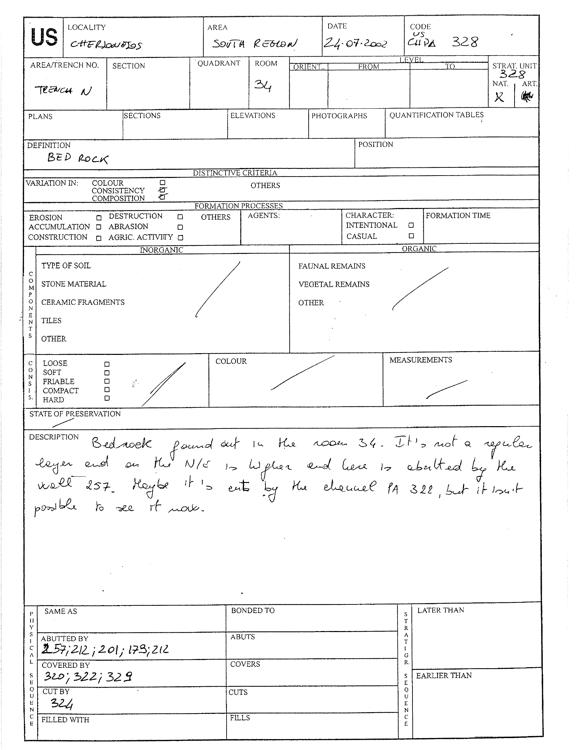 US
LOCALITY
CHERSONESOS
AREA
SOUTH REGION
DATE
24.07.2002
CODE
US
CH02 PA 328
AREA/TRENCH NO.
TRENCH N
SECTION
QUADRANT
ROOM
34
LEVEL
ORIENT. FROM TO
STRAT. UNIT
328
NAT. ART.
X
PLANS
SECTIONS
ELEVATIONS
PHOTOGRAPHS
QUANTIFICATION TABLES
DEFINITION
BED ROCK
POSITION
DISTINCTIVE CRITERIA
VARIATION IN: COLOUR
CONSISTENCY
COMPOSITION
OTHERS
FORMATION PROCESSES
EROSION
ACCUMULATION
CONSTRUCTION
DESTRUCTION
ABRASION
AGRIC. ACTIVITY
OTHERS
AGENTS:
CHARACTER:
INTENTIONAL
CASUAL
FORMATION TIME
COMPONENTS
INORGANIC
TYPE OF SOIL
STONE MATERIAL
CERAMIC FRAGMENTS
TILES
OTHER
ORGANIC
FAUNAL REMAINS
VEGETAL REMAINS
OTHER
CONSIS.
LOOSE
SOFT
FRIABLE
COMPACT
HARD
COLOUR
MEASUREMENTS
STATE OF PRESERVATION
DESCRIPTION Bedrock found out in the room 34. It's not a regular
layer and on the N/E is higher and here is abutted by the
wall 257. Maybe it is cuts by the channel PA 322, but it isn't
possible to see it now.
PHYSICAL SEQUENCE
SAME AS
ABUTTED BY
257;212;201;179;212
COVERED BY
320;322;329
CUT BY
324
FILLED WITH
BONDED TO
ABUTS
COVERS
CUTS
FILLS
STRATIGR. SEQUENCE
LATER THAN
EARLIER THAN